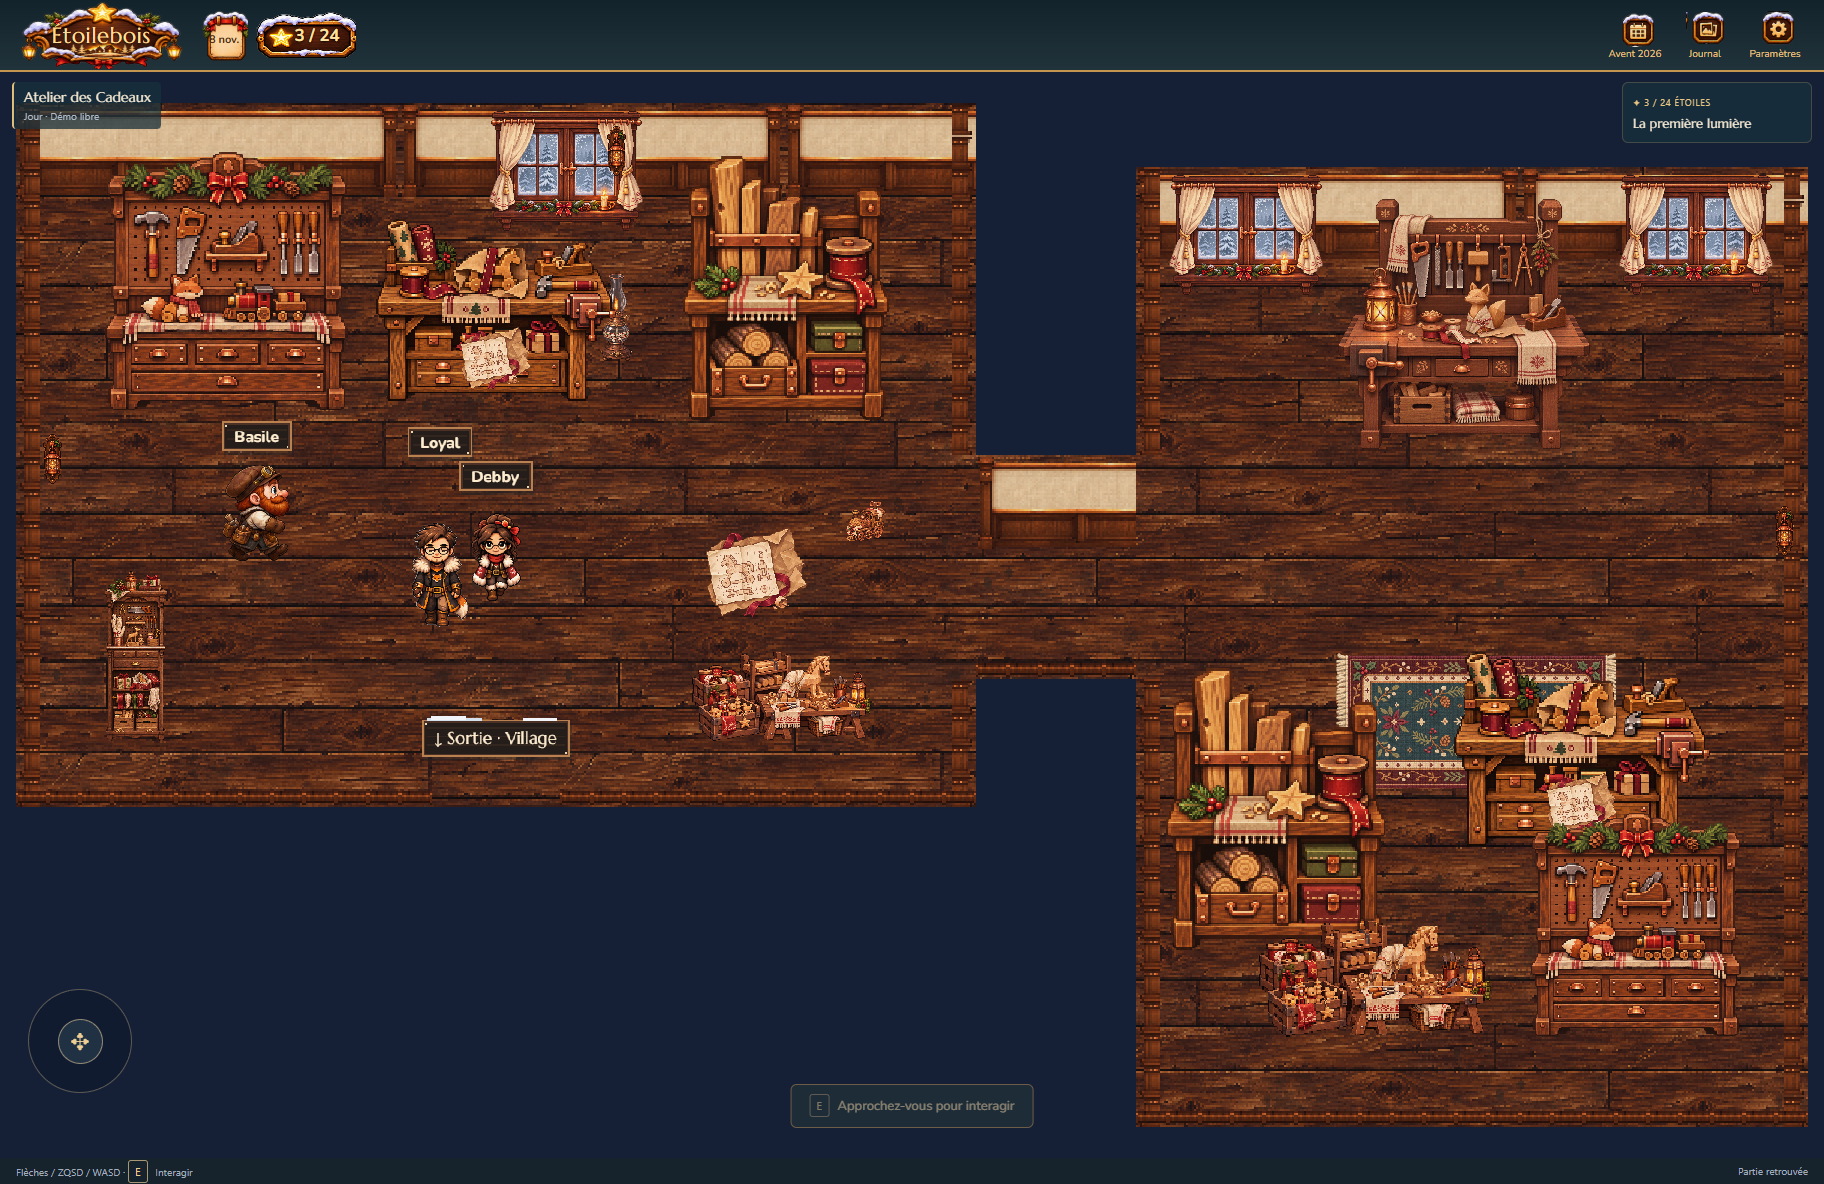 Etoilebois
8 nov.
3 / 24
Avent 2026
Journal
Paramètres
Atelier des Cadeaux
Jour · Démo libre
✦ 3 / 24 ÉTOILES
La première lumière
Basile
Loyal
Debby
↓ Sortie · Village
E Approchez-vous pour interagir
Flèches / ZQSD / WASD · E Interagir
Partie retrouvée